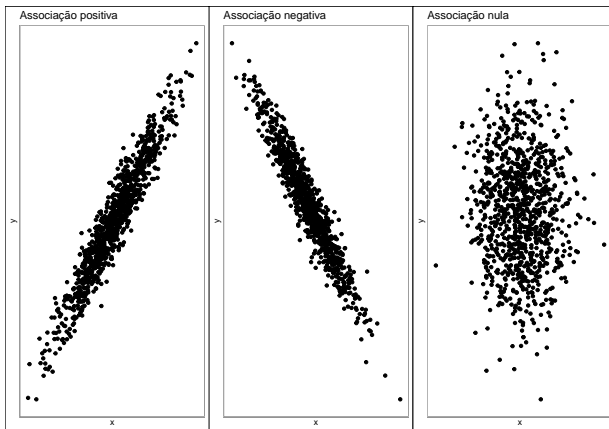 Associação positiva
Associação negativa
Associação nula
y
y
y
x
x
x